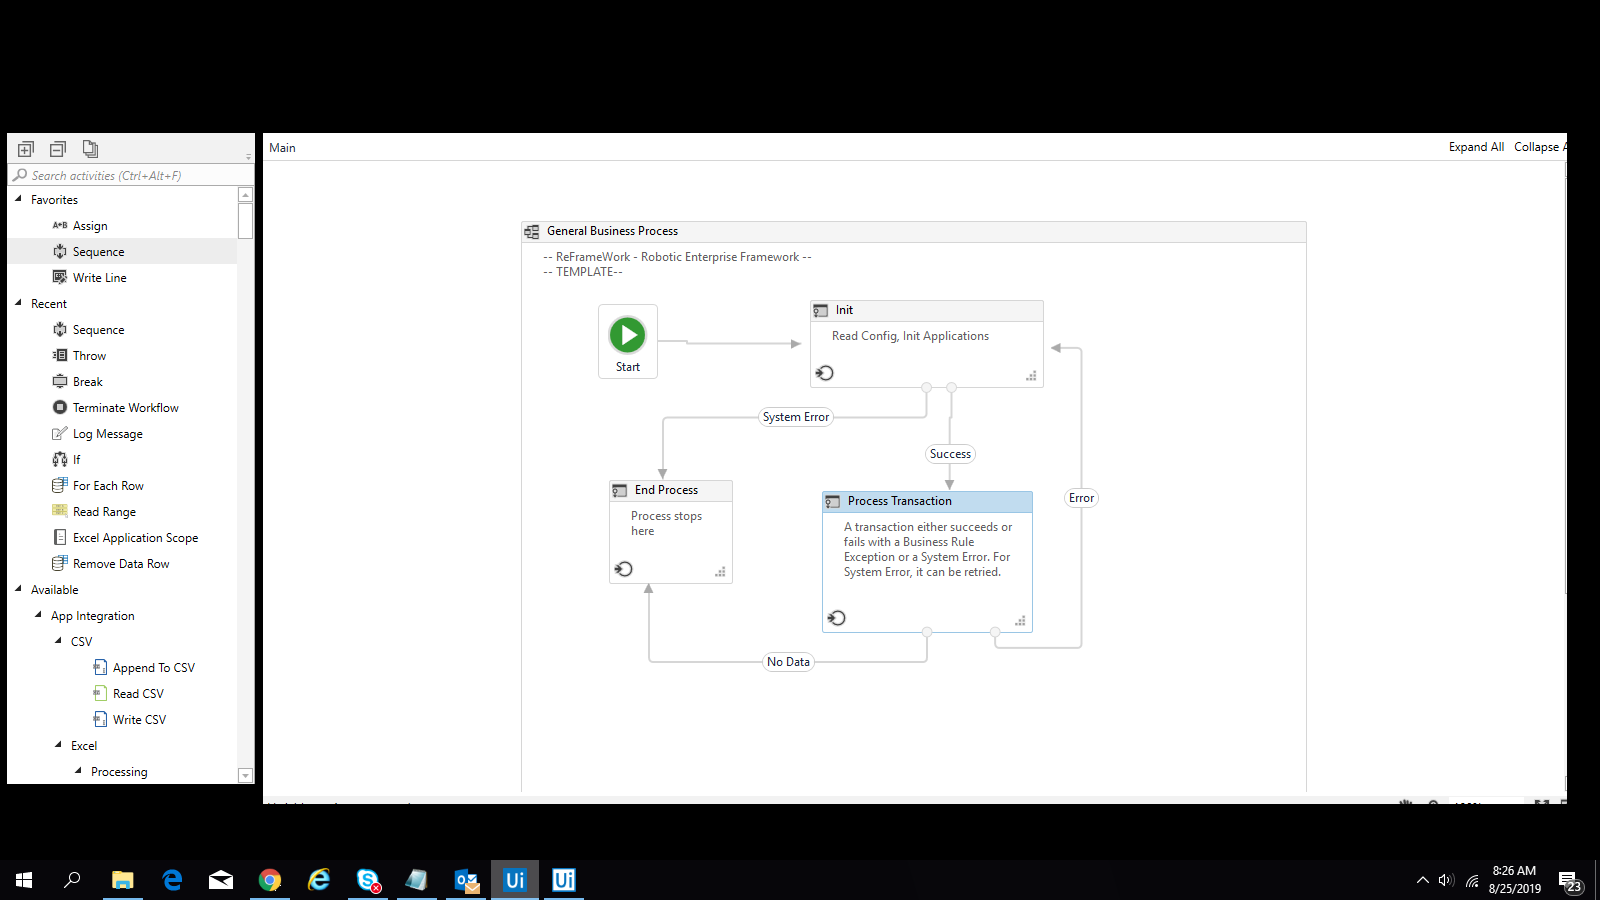 Main
Expand All
Collapse A
Search activities (Ctrl+Alt+F)
Favorites
A+B Assign
Sequence
Write Line
Recent
Sequence
Throw
Break
Terminate Workflow
Log Message
If
For Each Row
Read Range
Excel Application Scope
Remove Data Row
Available
App Integration
CSV
Append To CSV
Read CSV
Write CSV
Excel
Processing
General Business Process
-- ReFrameWork - Robotic Enterprise Framework --
-- TEMPLATE--
Start
Init
Read Config, Init Applications
System Error
Success
Error
End Process
Process stops
here
Process Transaction
A transaction either succeeds or
fails with a Business Rule
Exception or a System Error. For
System Error, it can be retried.
No Data
Ui
Ui
8:26 AM
8/25/2019
23